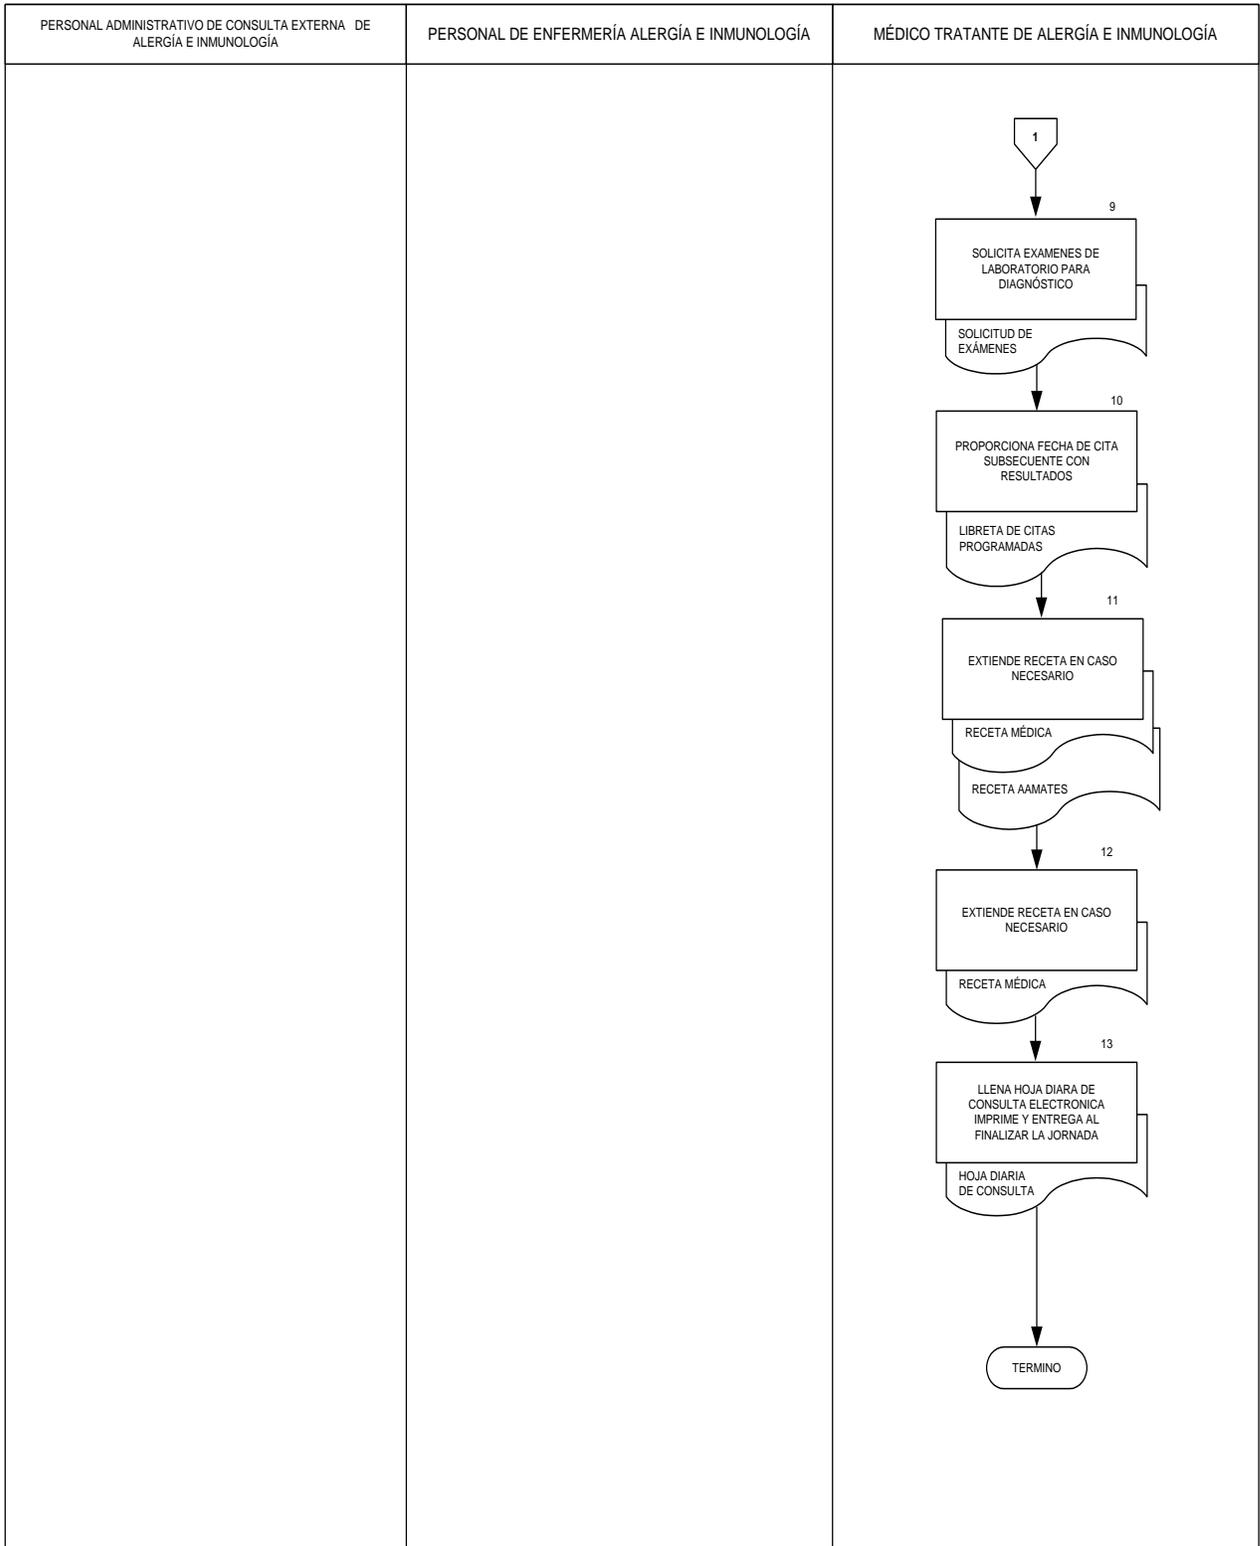 PERSONAL ADMINISTRATIVO DE CONSULTA EXTERNA DE
ALERGÍA E INMUNOLOGÍA
PERSONAL DE ENFERMERÍA ALERGÍA E INMUNOLOGÍA
MÉDICO TRATANTE DE ALERGÍA E INMUNOLOGÍA
1
9
SOLICITA EXAMENES DE
LABORATORIO PARA
DIAGNÓSTICO
SOLICITUD DE
EXÁMENES
10
PROPORCIONA FECHA DE CITA
SUBSECUENTE CON
RESULTADOS
LIBRETA DE CITAS
PROGRAMADAS
11
EXTIENDE RECETA EN CASO
NECESARIO
RECETA MÉDICA
RECETA AAMATES
12
EXTIENDE RECETA EN CASO
NECESARIO
RECETA MÉDICA
13
LLENA HOJA DIARA DE
CONSULTA ELECTRONICA
IMPRIME Y ENTREGA AL
FINALIZAR LA JORNADA
HOJA DIARIA
DE CONSULTA
TERMINO